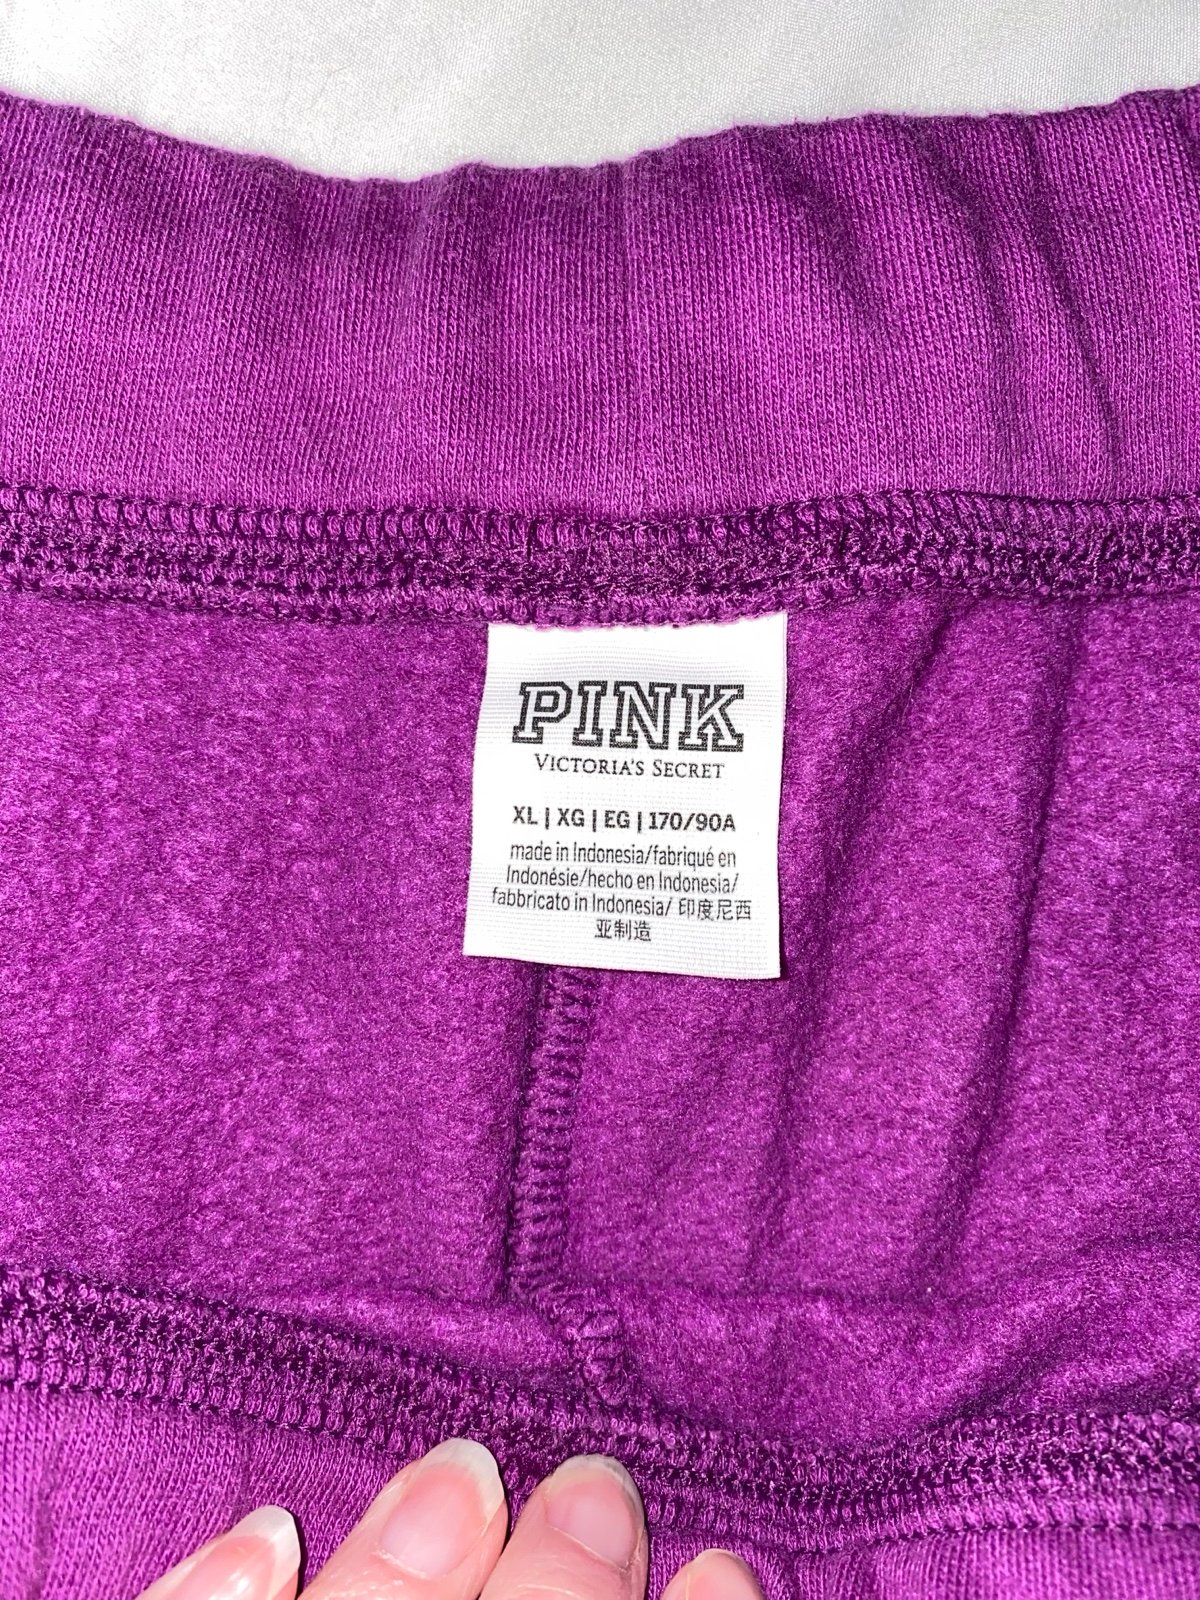 PINK
VICTORIA'S SECRET
XL | XG | EG | 170/90A
made in Indonesia/fabriqué en
Indonésie/hecho en Indonesia/
fabbricato in Indonesia/ 印度尼西
亚制造